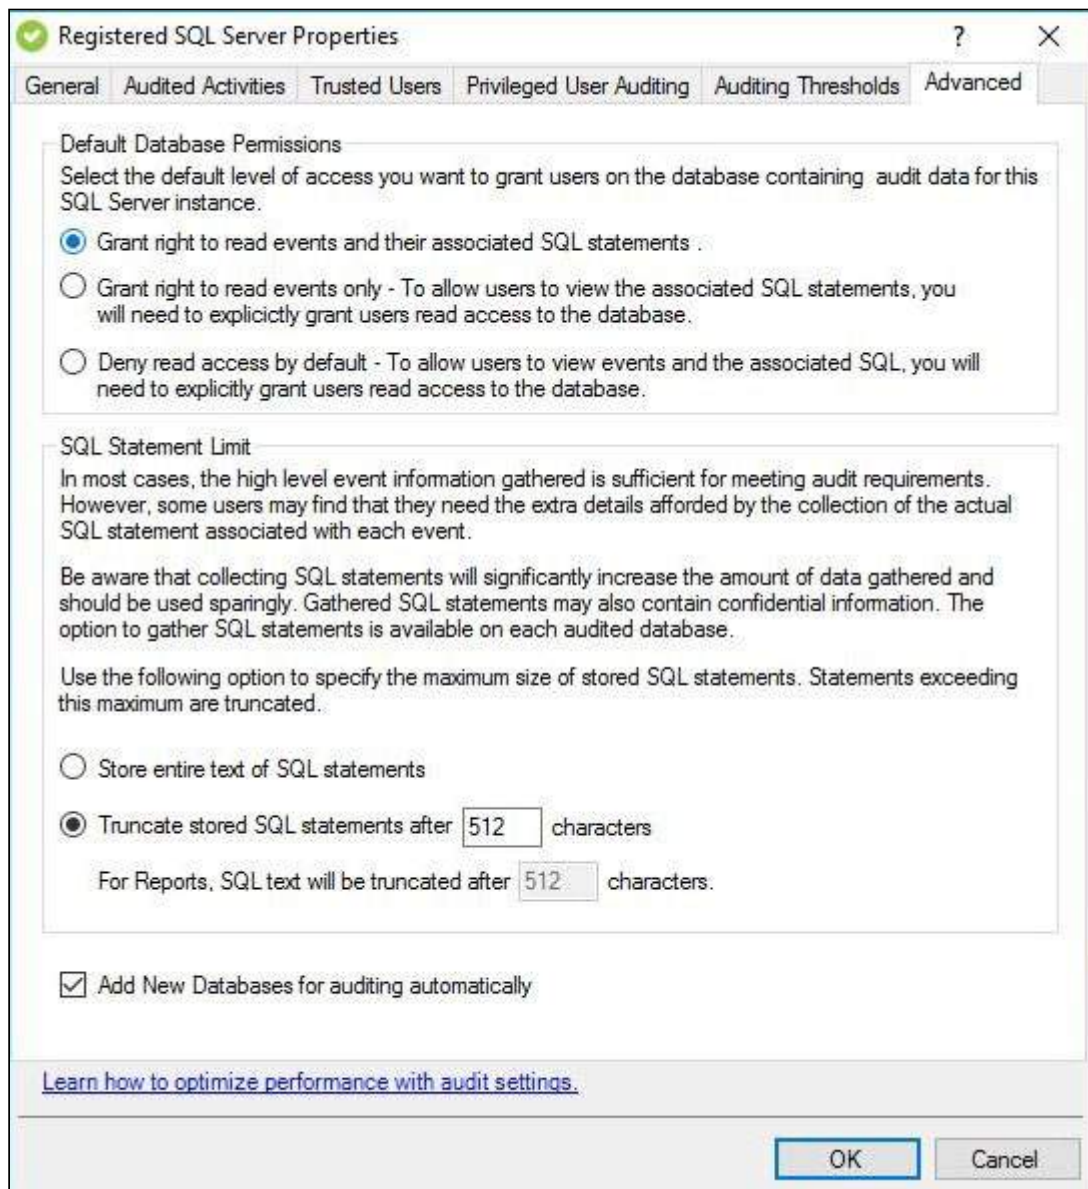 Registered SQL Server Properties
?
General Audited Activities Trusted Users Privileged User Auditing Auditing Thresholds Advanced
Default Database Permissions
Select the default level of access you want to grant users on the database containing audit data for this
SQL Server instance.
Grant right to read events and their associated SQL statements .
Grant right to read events only - To allow users to view the associated SQL statements, you
will need to explicictly grant users read access to the database.
Deny read access by default - To allow users to view events and the associated SQL, you will
need to explicitly grant users read access to the database.
SQL Statement Limit
In most cases, the high level event information gathered is sufficient for meeting audit requirements.
However, some users may find that they need the extra details afforded by the collection of the actual
SQL statement associated with each event.
Be aware that collecting SQL statements will significantly increase the amount of data gathered and
should be used sparingly. Gathered SQL statements may also contain confidential information. The
option to gather SQL statements is available on each audited database.
Use the following option to specify the maximum size of stored SQL statements. Statements exceeding
this maximum are truncated.
Store entire text of SQL statements
Truncate stored SQL statements after 512 characters
For Reports, SQL text will be truncated after 512 characters.
Add New Databases for auditing automatically
Learn how to optimize performance with audit settings.
OK Cancel